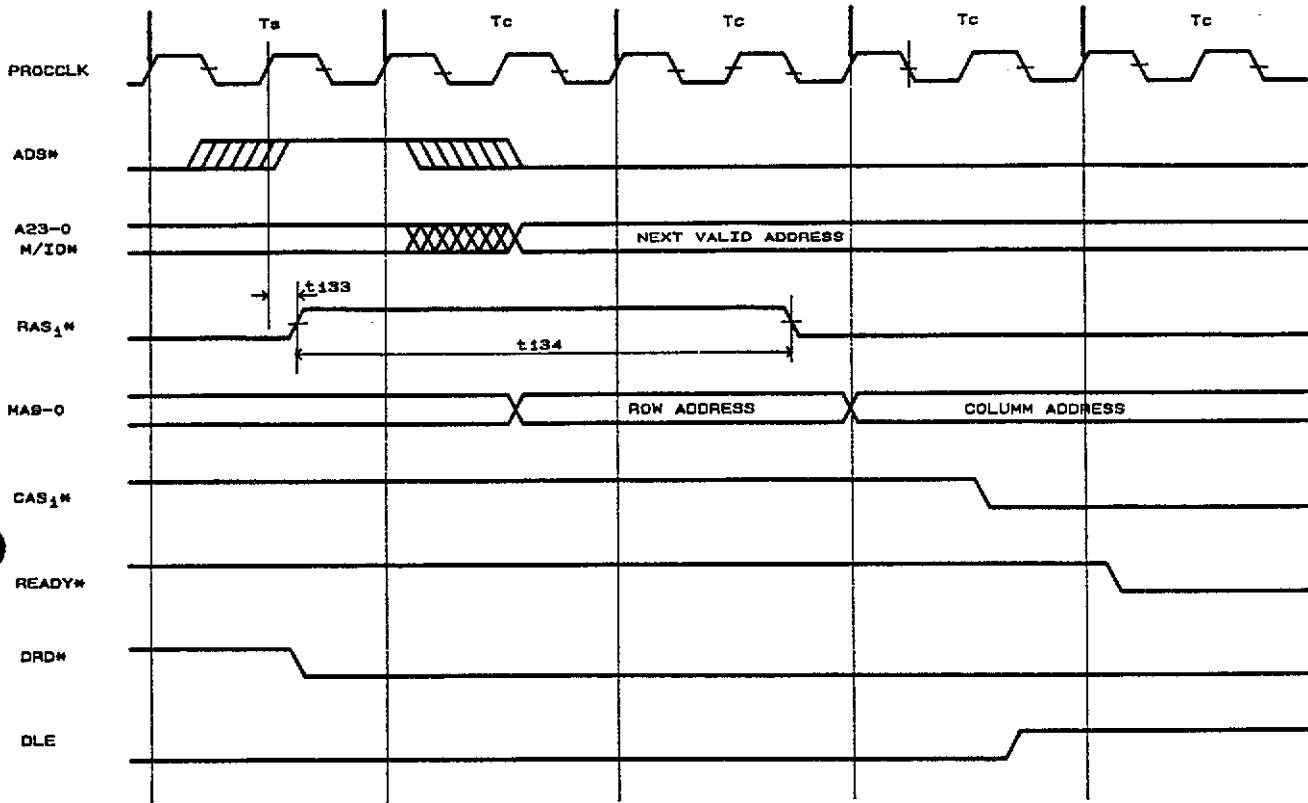 Ts Tc Tc Tc Tc
PROCCLK
ADS*
A23-0
M/IO*
NEXT VALID ADDRESS
t133
RAS1*
t134
MA9-0
ROW ADDRESS
COLUMM ADDRESS
CAS1*
READY*
DRD*
DLE